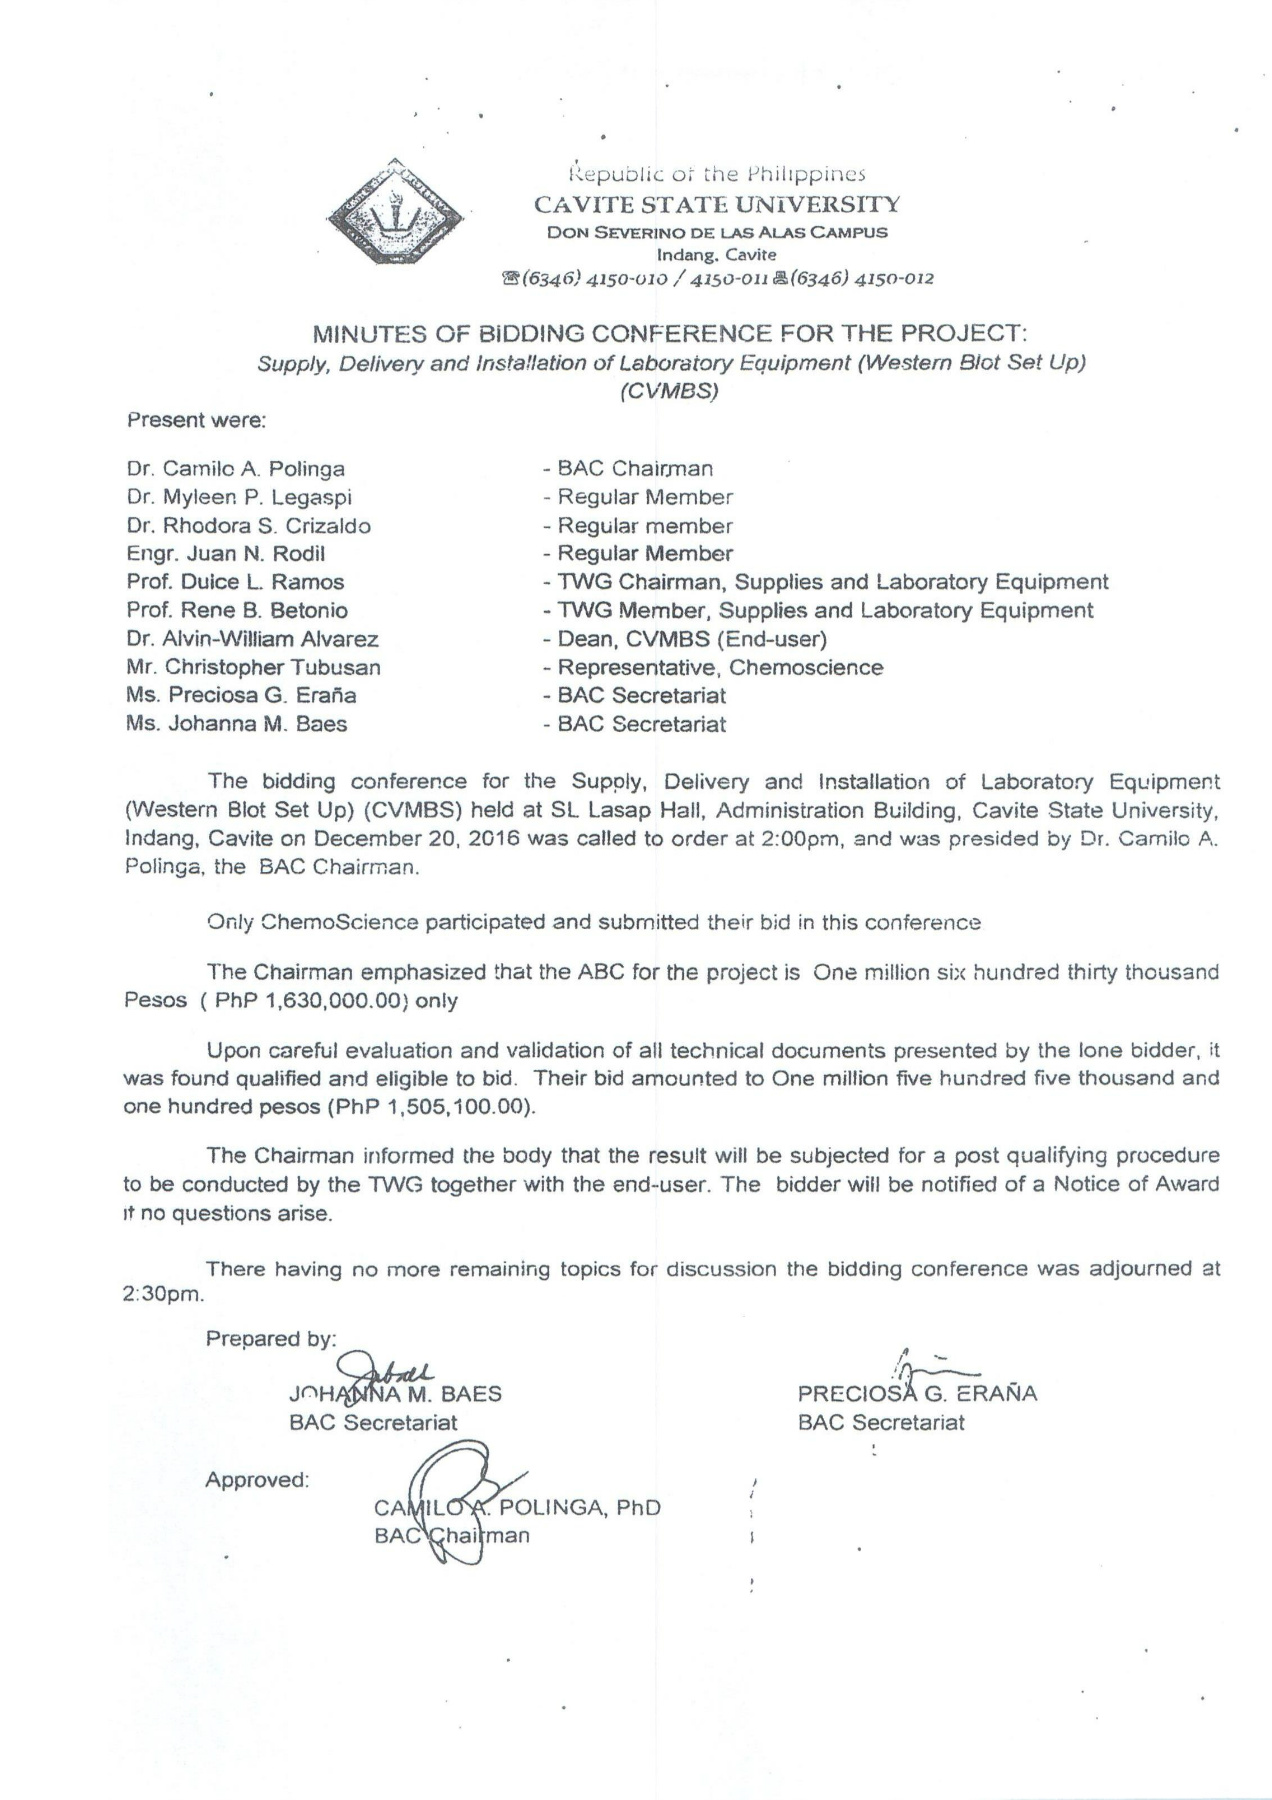 Republic of the Philippines
CAVITE STATE UNIVERSITY
DON SEVERINO DE LAS ALAS CAMPUS
Indang, Cavite
☎(6346) 4150-010 / 4150-011 🖷(6346) 4150-012
MINUTES OF BIDDING CONFERENCE FOR THE PROJECT:
Supply, Delivery and Installation of Laboratory Equipment (Western Blot Set Up)
(CVMBS)
Present were:
Dr. Camilo A. Polinga - BAC Chairman
Dr. Myleen P. Legaspi - Regular Member
Dr. Rhodora S. Crizaldo - Regular member
Engr. Juan N. Rodil - Regular Member
Prof. Dulce L. Ramos - TWG Chairman, Supplies and Laboratory Equipment
Prof. Rene B. Betonio - TWG Member, Supplies and Laboratory Equipment
Dr. Alvin-William Alvarez - Dean, CVMBS (End-user)
Mr. Christopher Tubusan - Representative, Chemoscience
Ms. Preciosa G. Eraña - BAC Secretariat
Ms. Johanna M. Baes - BAC Secretariat
The bidding conference for the Supply, Delivery and Installation of Laboratory Equipment
(Western Blot Set Up) (CVMBS) held at SL Lasap Hall, Administration Building, Cavite State University,
Indang, Cavite on December 20, 2016 was called to order at 2:00pm, and was presided by Dr. Camilo A.
Polinga, the BAC Chairman.
Only ChemoScience participated and submitted their bid in this conference
The Chairman emphasized that the ABC for the project is One million six hundred thirty thousand
Pesos ( PhP 1,630,000.00) only
Upon careful evaluation and validation of all technical documents presented by the lone bidder, it
was found qualified and eligible to bid. Their bid amounted to One million five hundred five thousand and
one hundred pesos (PhP 1,505,100.00).
The Chairman informed the body that the result will be subjected for a post qualifying procedure
to be conducted by the TWG together with the end-user. The bidder will be notified of a Notice of Award
if no questions arise.
There having no more remaining topics for discussion the bidding conference was adjourned at
2:30pm.
Prepared by:
JOHANNA M. BAES PRECIOSA G. ERAÑA
BAC Secretariat BAC Secretariat
Approved:
CAMILO A. POLINGA, PhD
BAC Chairman